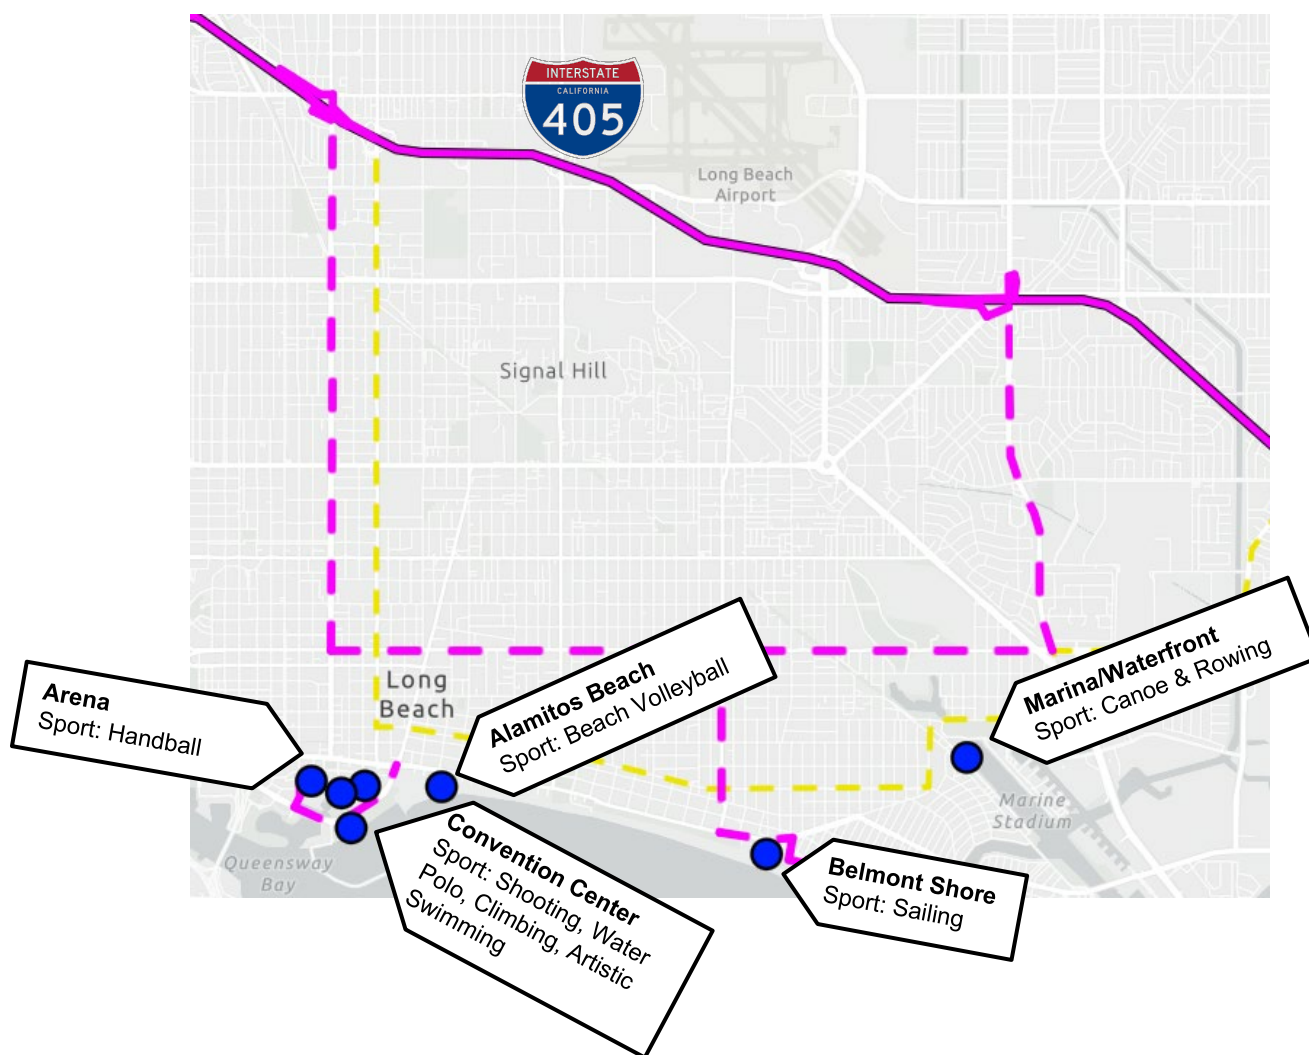 INTERSTATE
CALIFORNIA
405
Long Beach
Airport
Signal Hill
Long
Beach
Arena
Sport: Handball
Alamitos Beach
Sport: Beach Volleyball
Marina/Waterfront
Sport: Canoe & Rowing
Marine
Stadium
Queensway
Bay
Convention Center
Sport: Shooting, Water
Polo, Climbing, Artistic
Swimming
Belmont Shore
Sport: Sailing